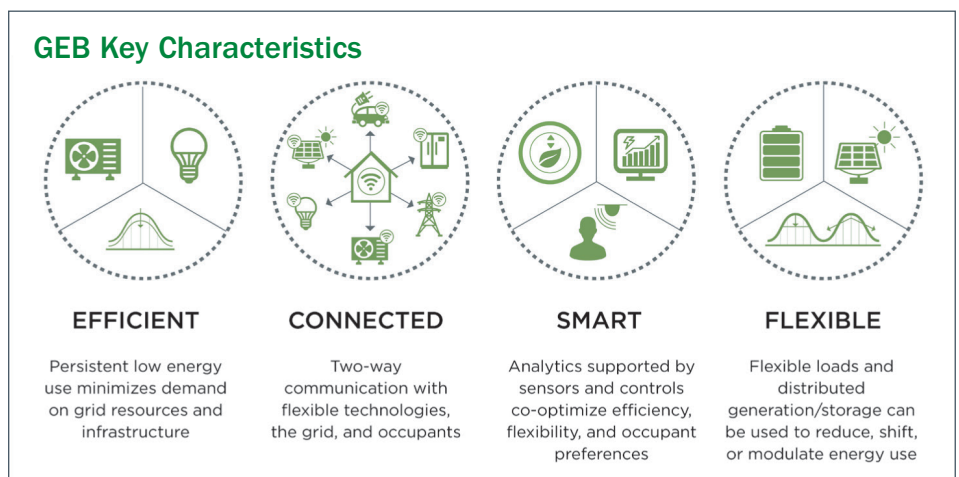 GEB Key Characteristics
EFFICIENT
Persistent low energy
use minimizes demand
on grid resources and
infrastructure
CONNECTED
Two-way
communication with
flexible technologies,
the grid, and occupants
SMART
Analytics supported by
sensors and controls
co-optimize efficiency,
flexibility, and occupant
preferences
FLEXIBLE
Flexible loads and
distributed
generation/storage can
be used to reduce, shift,
or modulate energy use